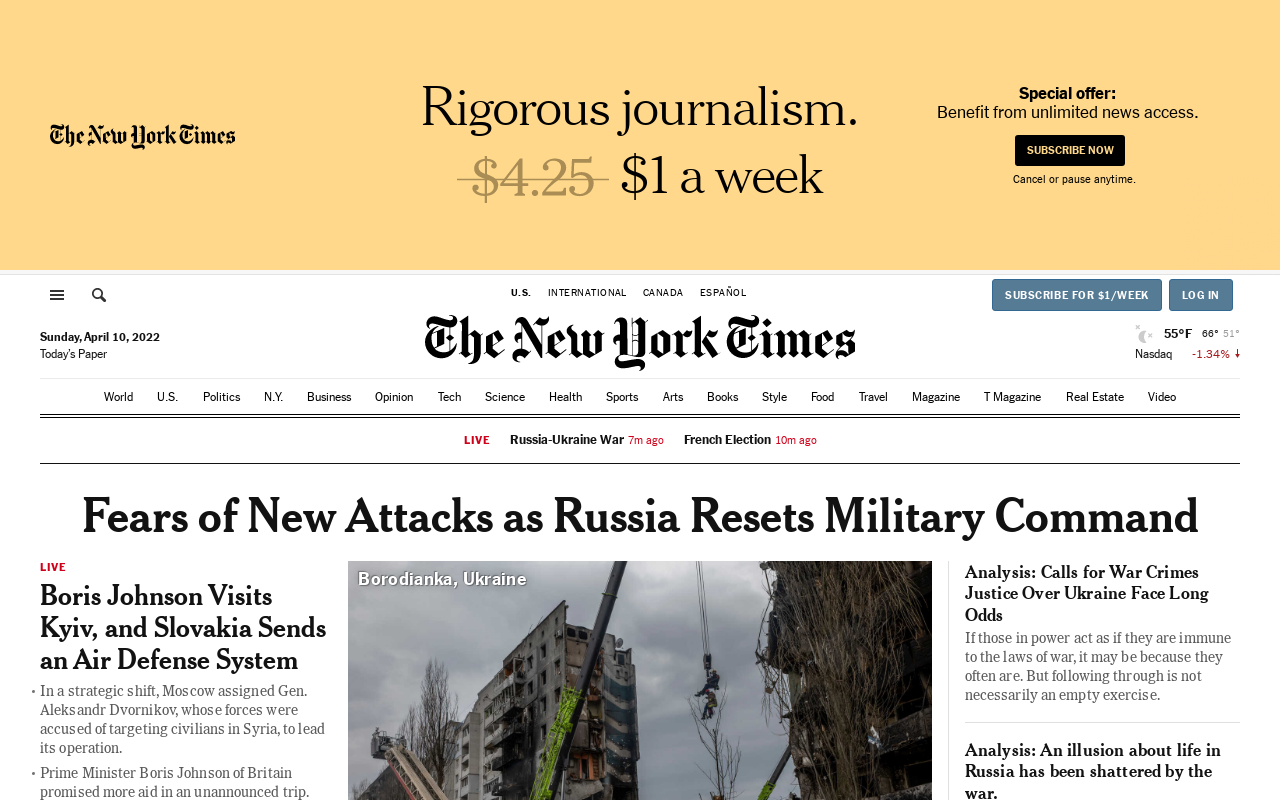 The New York Times
Rigorous journalism.
$4.25 $1 a week
Special offer:
Benefit from unlimited news access.
SUBSCRIBE NOW
Cancel or pause anytime.
U.S. INTERNATIONAL CANADA ESPAÑOL
SUBSCRIBE FOR $1/WEEK LOG IN
Sunday, April 10, 2022
Today's Paper
The New York Times
55°F 66° 51°
Nasdaq -1.34% ↓
World U.S. Politics N.Y. Business Opinion Tech Science Health Sports Arts Books Style Food Travel Magazine T Magazine Real Estate Video
LIVE Russia-Ukraine War 7m ago French Election 10m ago
Fears of New Attacks as Russia Resets Military Command
LIVE
Boris Johnson Visits
Kyiv, and Slovakia Sends
an Air Defense System
• In a strategic shift, Moscow assigned Gen.
Aleksandr Dvornikov, whose forces were
accused of targeting civilians in Syria, to lead
its operation.
• Prime Minister Boris Johnson of Britain
promised more aid in an unannounced trip.
Borodianka, Ukraine
Analysis: Calls for War Crimes
Justice Over Ukraine Face Long
Odds
If those in power act as if they are immune
to the laws of war, it may be because they
often are. But following through is not
necessarily an empty exercise.
Analysis: An illusion about life in
Russia has been shattered by the
war.